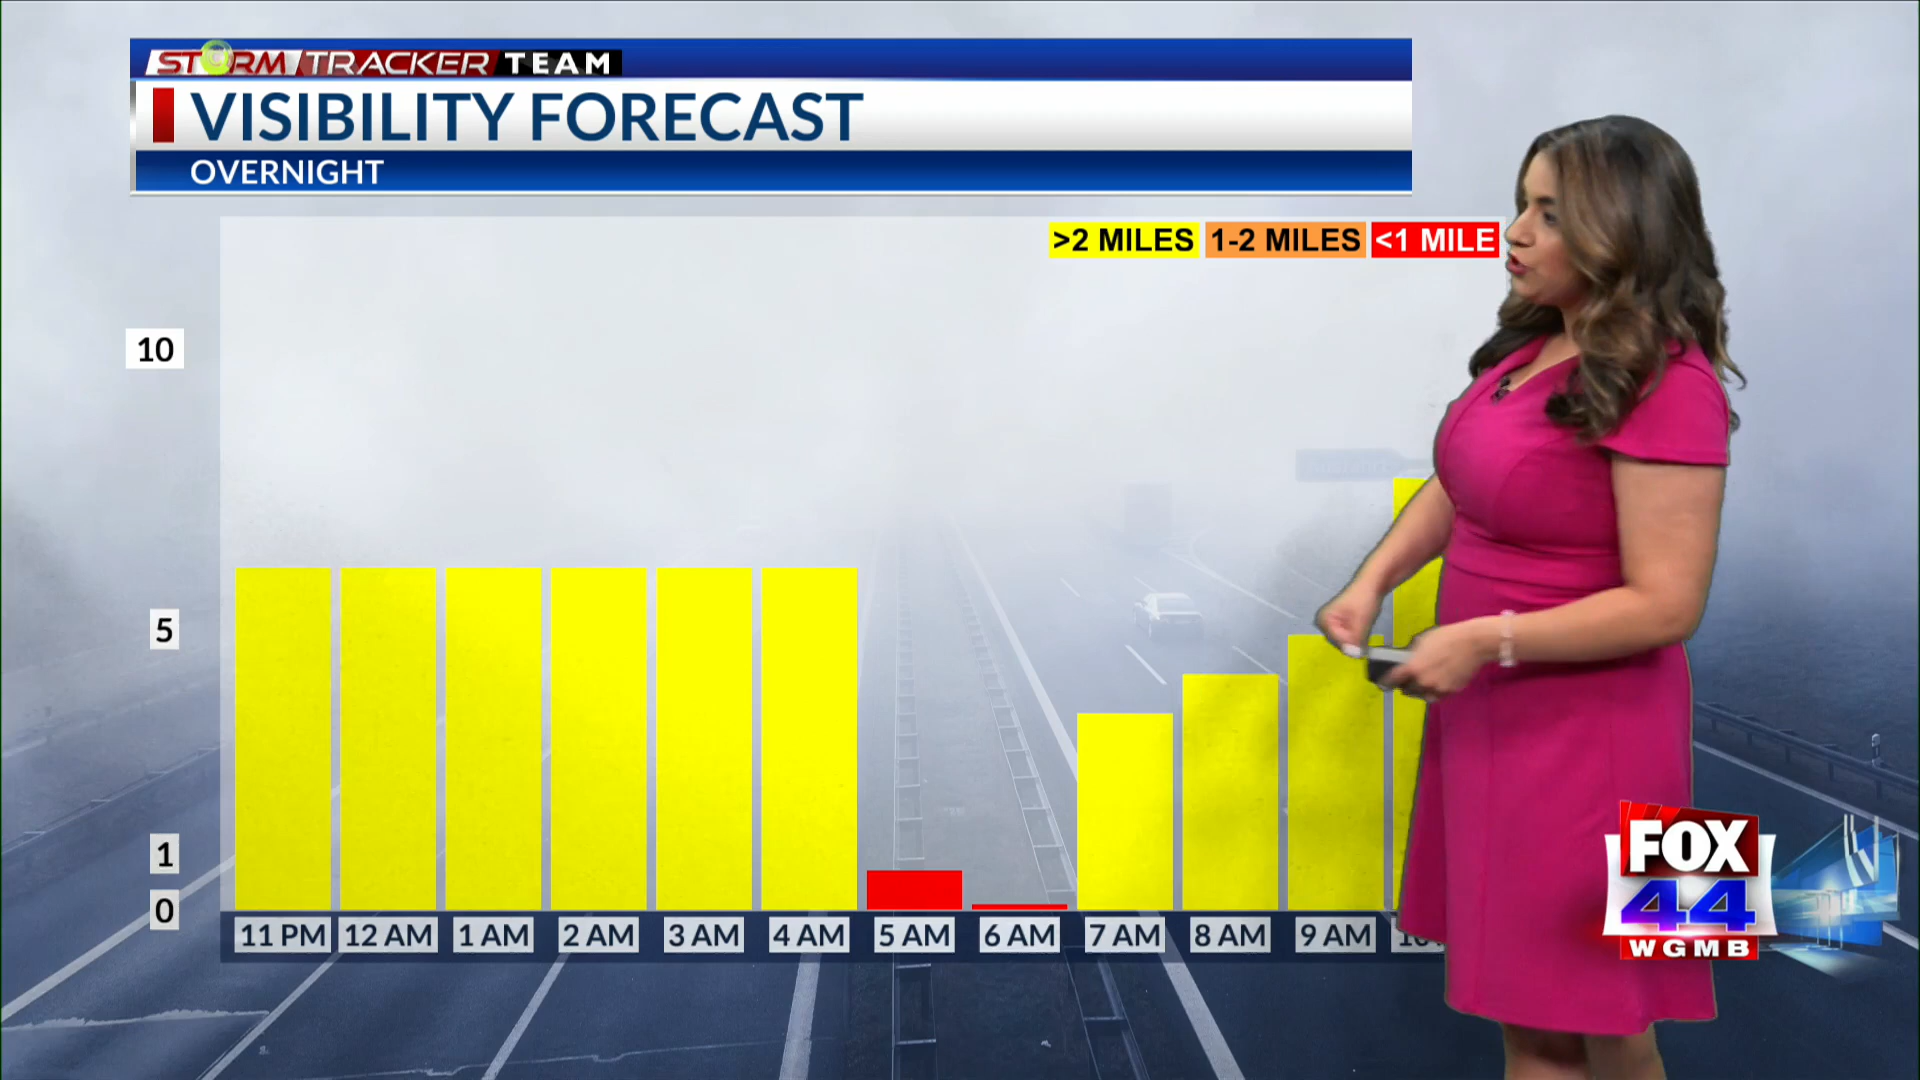 STORM TRACKER TEAM
VISIBILITY FORECAST
OVERNIGHT
>2 MILES 1-2 MILES <1 MILE
10
5
1
0
11 PM 12 AM 1 AM 2 AM 3 AM 4 AM 5 AM 6 AM 7 AM 8 AM 9 AM
FOX
44
WGMB